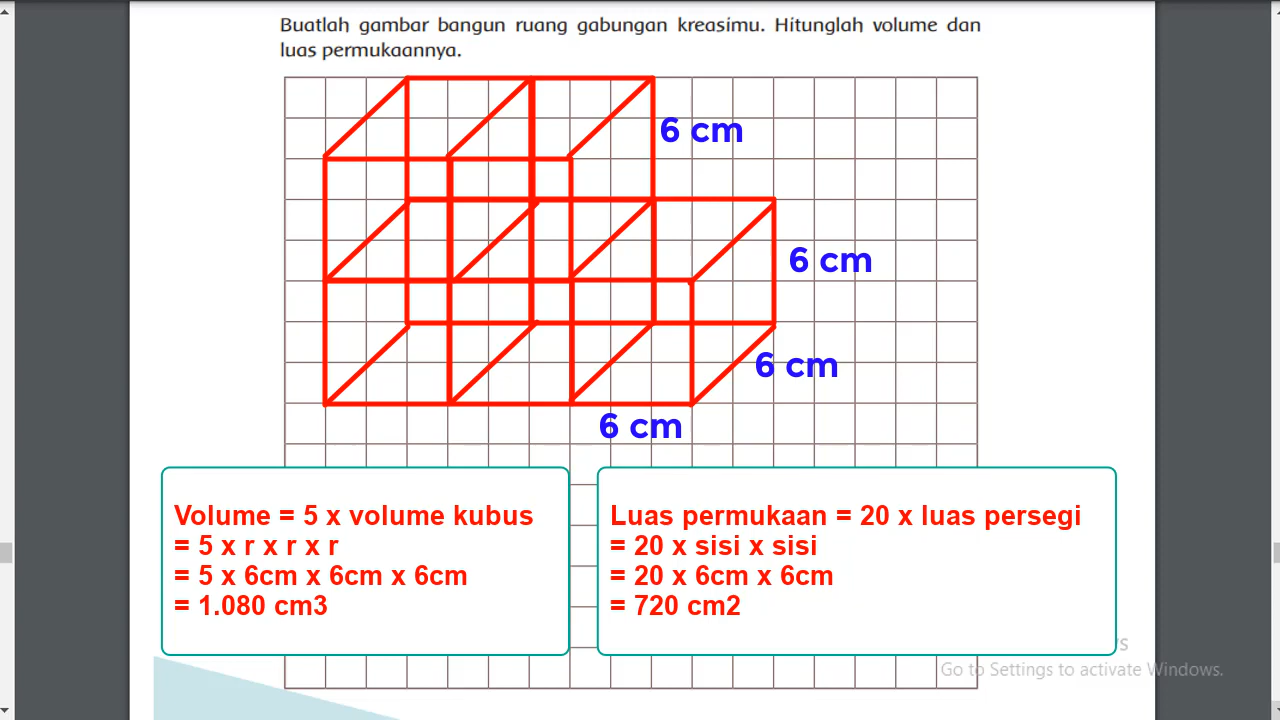 Buatlah gambar bangun ruang gabungan kreasimu. Hitunglah volume dan
luas permukaannya.
6 cm
6 cm
6 cm
6 cm
Volume = 5 x volume kubus
= 5 x r x r x r
= 5 x 6cm x 6cm x 6cm
= 1.080 cm3
Luas permukaan = 20 x luas persegi
= 20 x sisi x sisi
= 20 x 6cm x 6cm
= 720 cm2
Go to Settings to activate Windows.